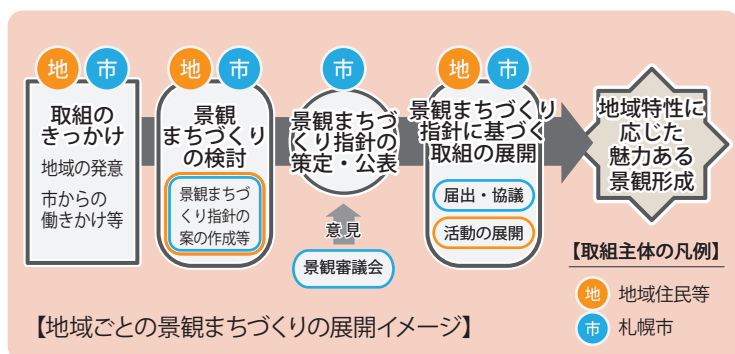 地 市
取組の
きっかけ
地域の発意
市からの
働きかけ等
地 市
景観
まちづくり
の検討
景観まちづ
くり指針の
案の作成等
市
景観まちづ
くり指針の
策定・公表
意見
景観審議会
地 市
景観まちづくり
指針に基づく
取組の展開
届出・協議
活動の展開
地域特性に
応じた
魅力ある
景観形成
【取組主体の凡例】
地 地域住民等
市 札幌市
【地域ごとの景観まちづくりの展開イメージ】